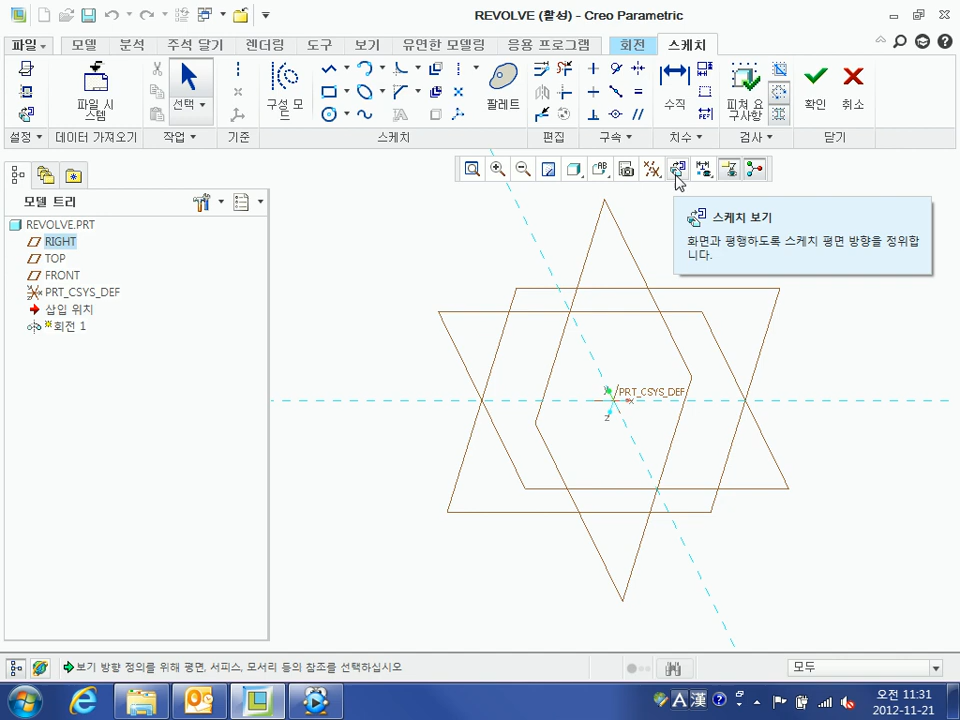 REVOLVE (활성) - Creo Parametric
파일 모델 분석 주석 달기 렌더링 도구 보기 유연한 모델링 응용 프로그램 회전 스케치
파일 시스템
선택
구성 모드
팔레트
수직
피쳐 요구사항
확인
취소
설정 데이터 가져오기 작업 기준 스케치 편집 구속 치수 검사 닫기
모델 트리
스케치 보기
화면과 평행하도록 스케치 평면 방향을 정위합니다.
REVOLVE.PRT
RIGHT
TOP
FRONT
PRT_CSYS_DEF
삽입 위치
회전 1
PRT_CSYS_DEF
y
x
z
보기 방향 정의를 위해 평면, 서피스, 모서리 등의 참조를 선택하십시오
모두
A 漢
오전 11:31
2012-11-21